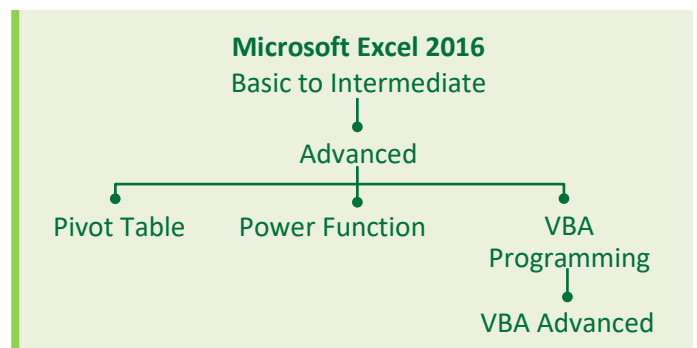 Microsoft Excel 2016
Basic to Intermediate
Advanced
Pivot Table
Power Function
VBA
Programming
VBA Advanced